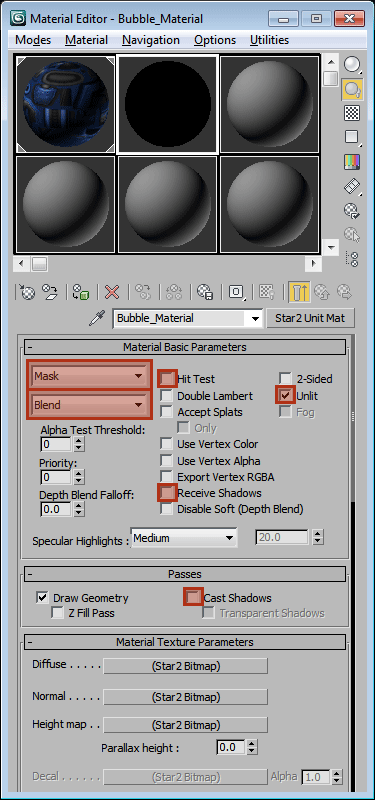 Material Editor - Bubble_Material
Modes Material Navigation Options Utilities
Bubble_Material Star2 Unit Mat
- Material Basic Parameters
Mask Hit Test 2-Sided
Blend Double Lambert Unlit
Accept Splats Fog
Alpha Test Threshold: Only
0 Use Vertex Color
Priority: Use Vertex Alpha
0 Export Vertex RGBA
Depth Blend Falloff: Receive Shadows
0.0 Disable Soft (Depth Blend)
Specular Highlights : Medium 20.0
- Passes
Draw Geometry Cast Shadows
Z Fill Pass Transparent Shadows
- Material Texture Parameters
Diffuse . . . . . (Star2 Bitmap)
Normal . . . . . (Star2 Bitmap)
Height map . . (Star2 Bitmap)
Parallax height : 0.0
Decal . . . . . . (Star2 Bitmap) Alpha 1.0